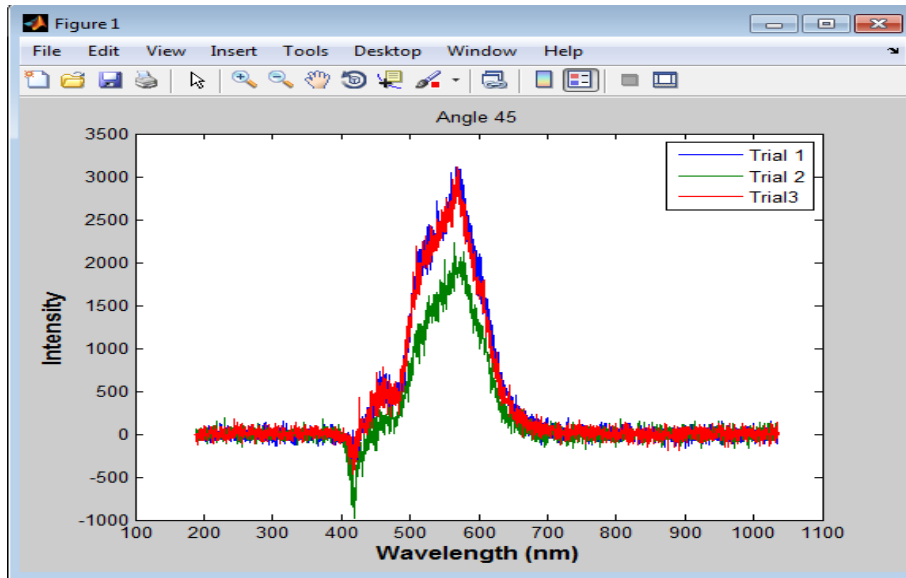 Figure 1
File Edit View Insert Tools Desktop Window Help
Angle 45
3500
3000
2500
2000
1500
1000
500
0
-500
-1000
Intensity
Trial 1
Trial 2
Trial3
100 200 300 400 500 600 700 800 900 1000 1100
Wavelength (nm)